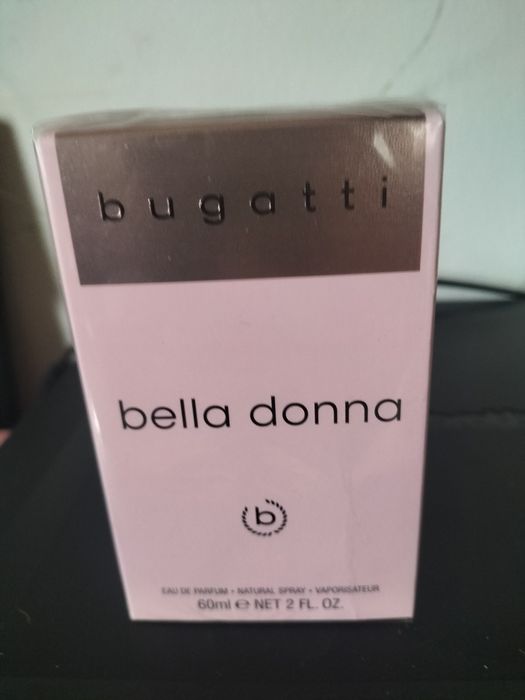 bugatti
bella donna
b
EAU DE PARFUM • NATURAL SPRAY • VAPORISATEUR
60ml ℮ NET 2 FL. OZ.